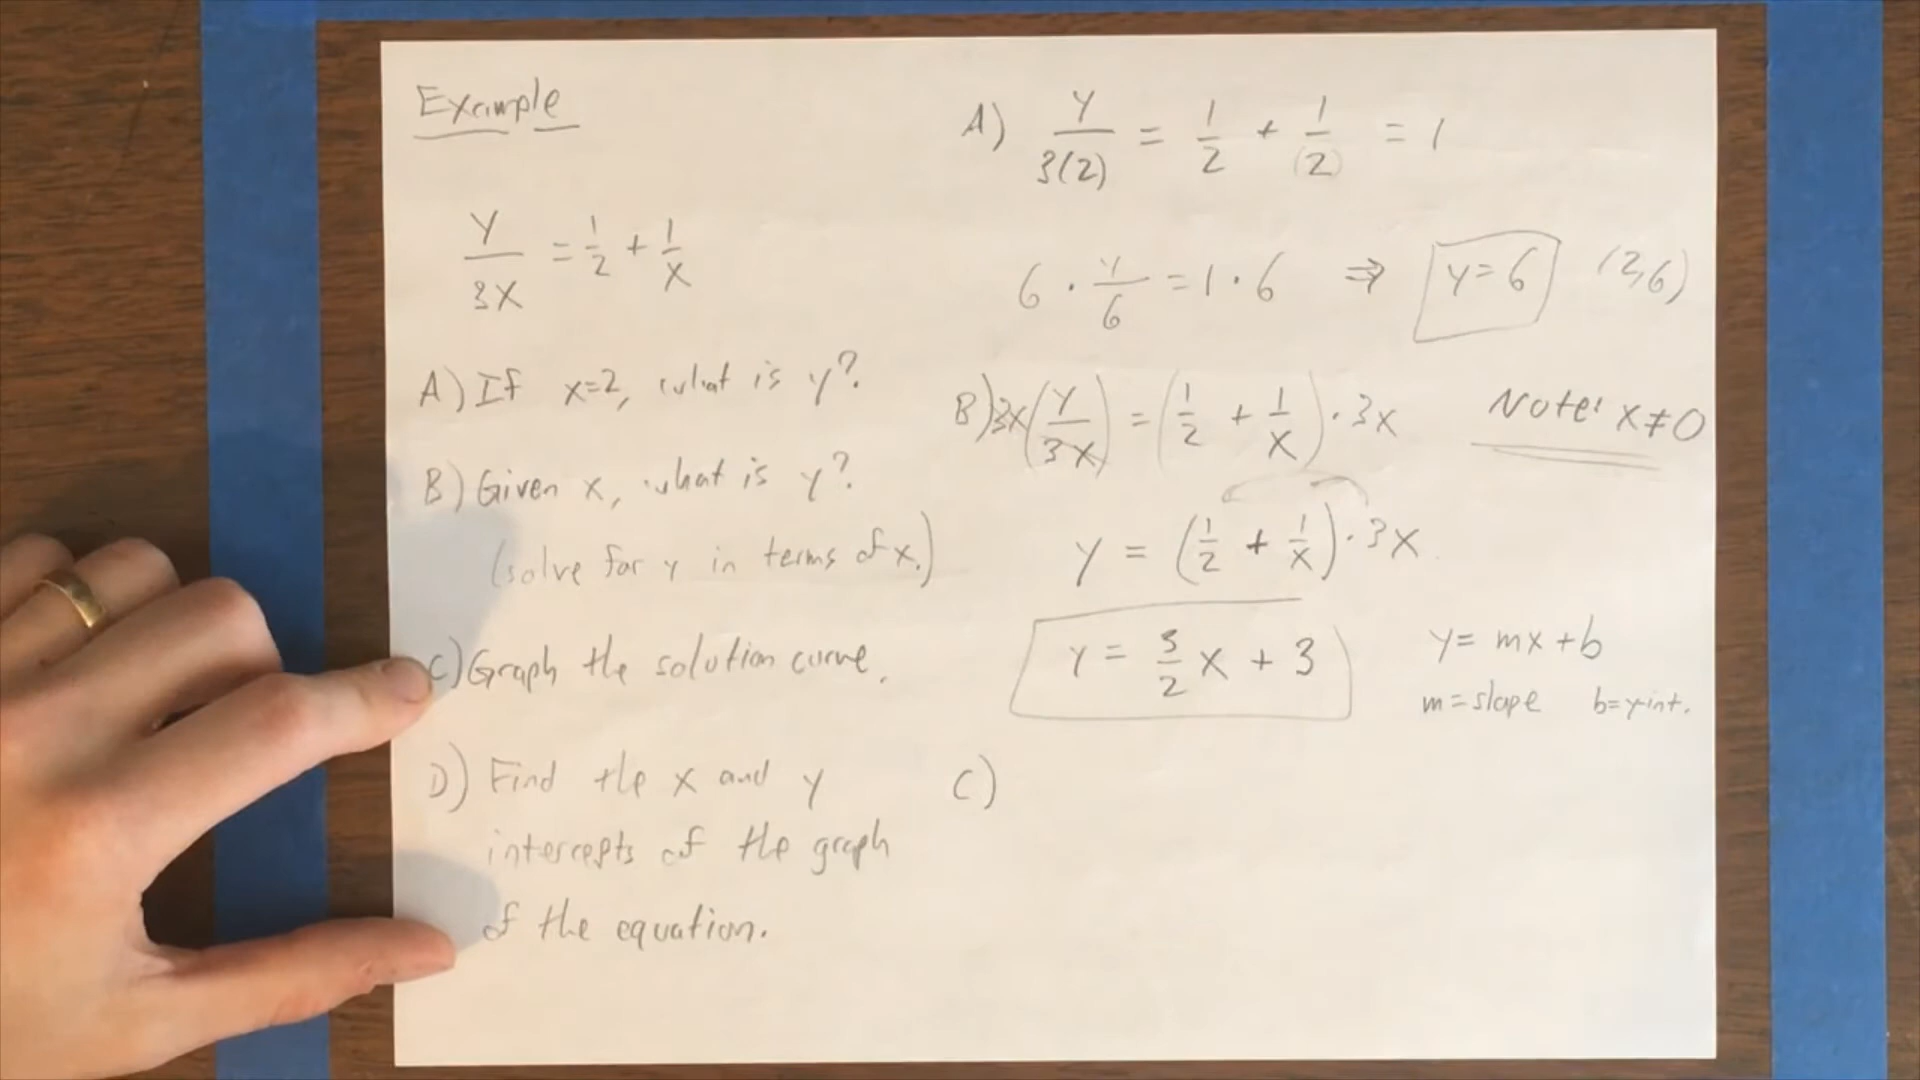 Example
y/3x = 1/2 + 1/x
A) If x=2, what is y?
B) Given x, what is y?
(solve for y in terms of x.)
C) Graph the solution curve.
D) Find the x and y
intercepts of the graph
of the equation.
A) y/3(2) = 1/2 + 1/(2) = 1
6 · y/6 = 1 · 6 ⇒ y=6 (2,6)
B) 3x(y/3x) = (1/2 + 1/x) · 3x Note: x≠0
y = (1/2 + 1/x) · 3x
y = 3/2 x + 3 y = mx + b
m = slope b = y-int.
C)